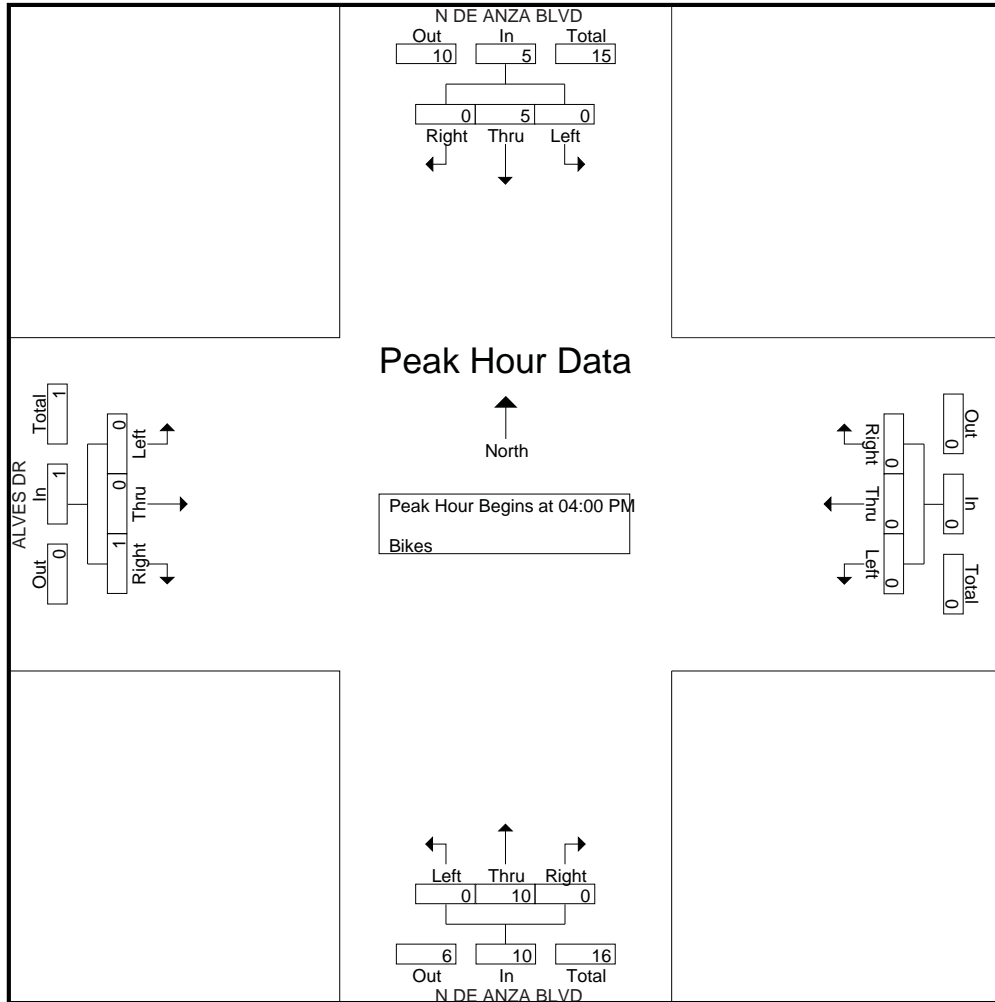 N DE ANZA BLVD
Out In Total
10 5 15
0 5 0
Right Thru Left
Peak Hour Data
North
Peak Hour Begins at 04:00 PM
Bikes
ALVES DR
Out In Total
0 1 1
1 0 0
Right Thru Left
Out In Total
0 0 0
0 0 0
Right Thru Left
Left Thru Right
0 10 0
6 10 16
Out In Total
N DE ANZA BLVD